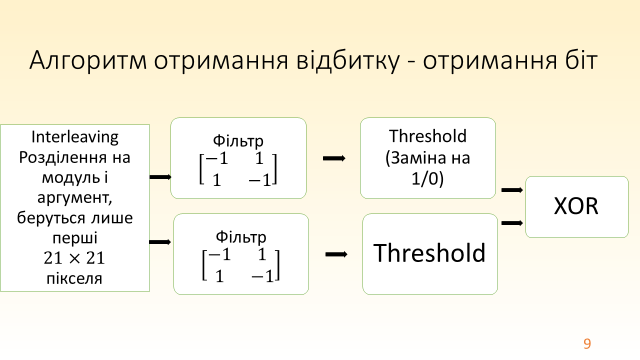 Алгоритм отримання відбитку - отримання біт
Interleaving
Розділення на
модуль і
аргумент,
беруться лише
перші
21 × 21
пікселя
Фільтр
[−1 1
1 −1]
Threshold
(Заміна на
1/0)
Фільтр
[−1 1
1 −1]
Threshold
XOR
9